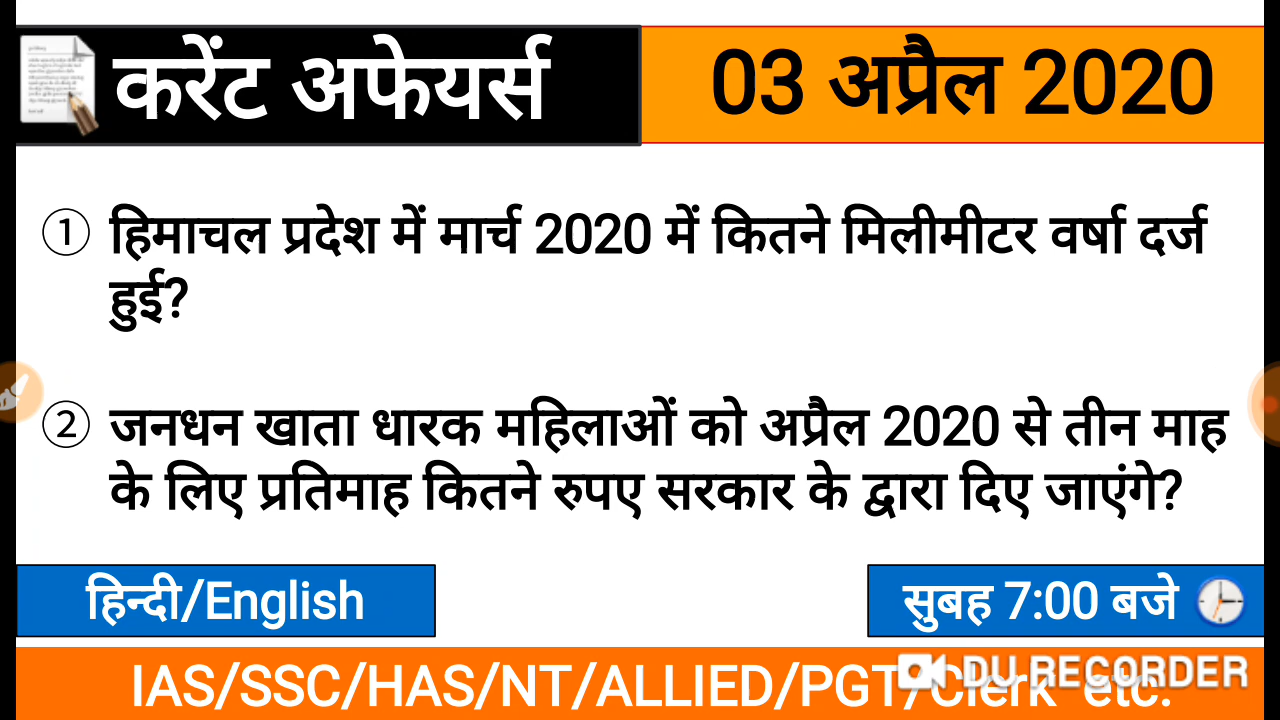 करेंट अफेयर्स
03 अप्रैल 2020
① हिमाचल प्रदेश में मार्च 2020 में कितने मिलीमीटर वर्षा दर्ज
हुई?
② जनधन खाता धारक महिलाओं को अप्रैल 2020 से तीन माह
के लिए प्रतिमाह कितने रुपए सरकार के द्वारा दिए जाएंगे?
हिन्दी/English
सुबह 7:00 बजे
IAS/SSC/HAS/NT/ALLIED/PGT/Clerk etc.
DU RECORDER